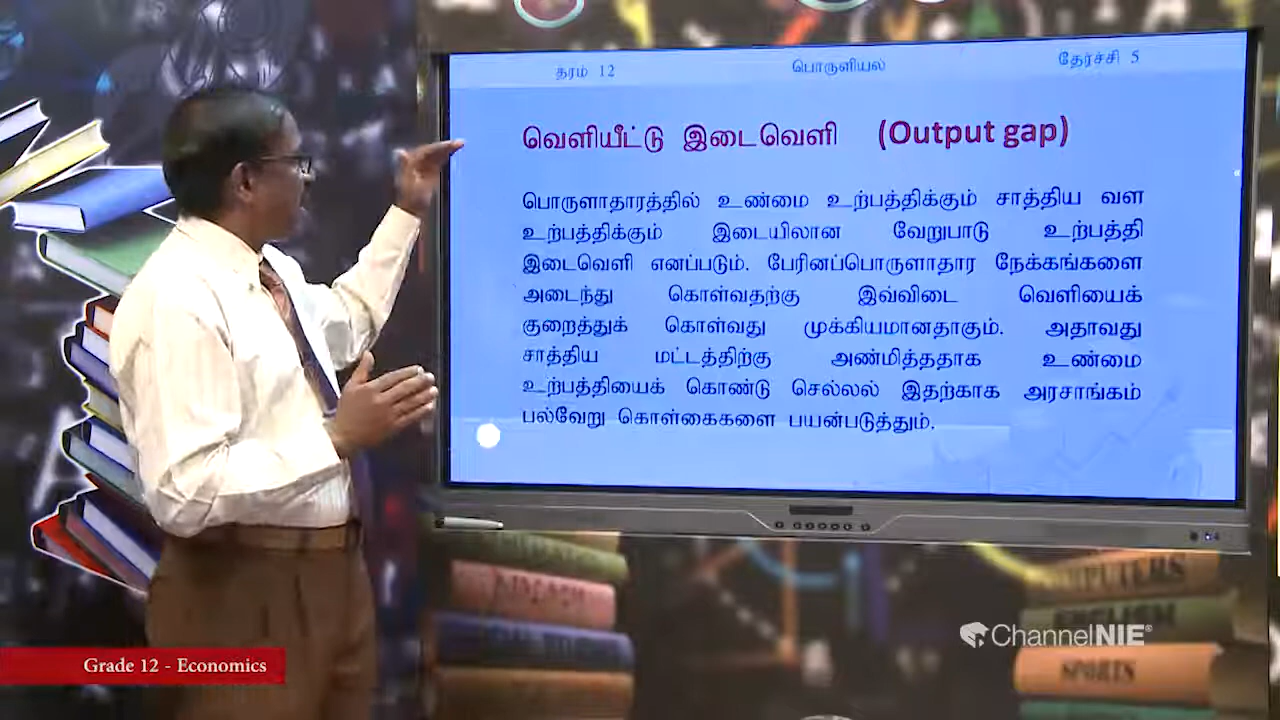 தரம் 12 பொருளியல் தேர்ச்சி 5
வெளியீட்டு இடைவெளி (Output gap)
பொருளாதாரத்தில் உண்மை உற்பத்திக்கும் சாத்திய வள
உற்பத்திக்கும் இடையிலான வேறுபாடு உற்பத்தி
இடைவெளி எனப்படும். பேரினப்பொருளாதார நேக்கங்களை
அடைந்து கொள்வதற்கு இவ்விடை வெளியைக்
குறைத்துக் கொள்வது முக்கியமானதாகும். அதாவது
சாத்திய மட்டத்திற்கு அண்மித்ததாக உண்மை
உற்பத்தியைக் கொண்டு செல்லல் இதற்காக அரசாங்கம்
பல்வேறு கொள்கைகளை பயன்படுத்தும்.
ENGLISH
SPORTS
ChannelNIE®
Grade 12 - Economics